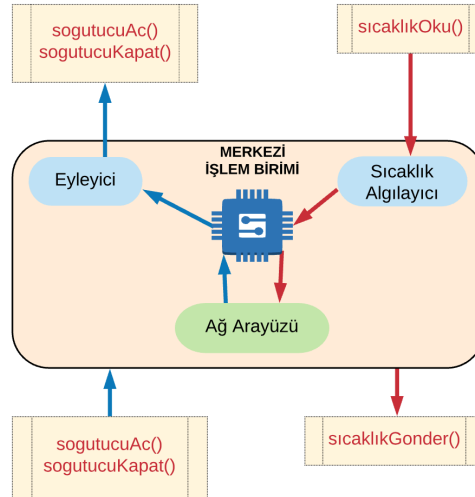 sogutucuAc()
sogutucuKapat()
sıcaklıkOku()
MERKEZİ
İŞLEM BİRİMİ
Eyleyici
Sıcaklık
Algılayıcı
Ağ Arayüzü
sogutucuAc()
sogutucuKapat()
sıcaklıkGonder()